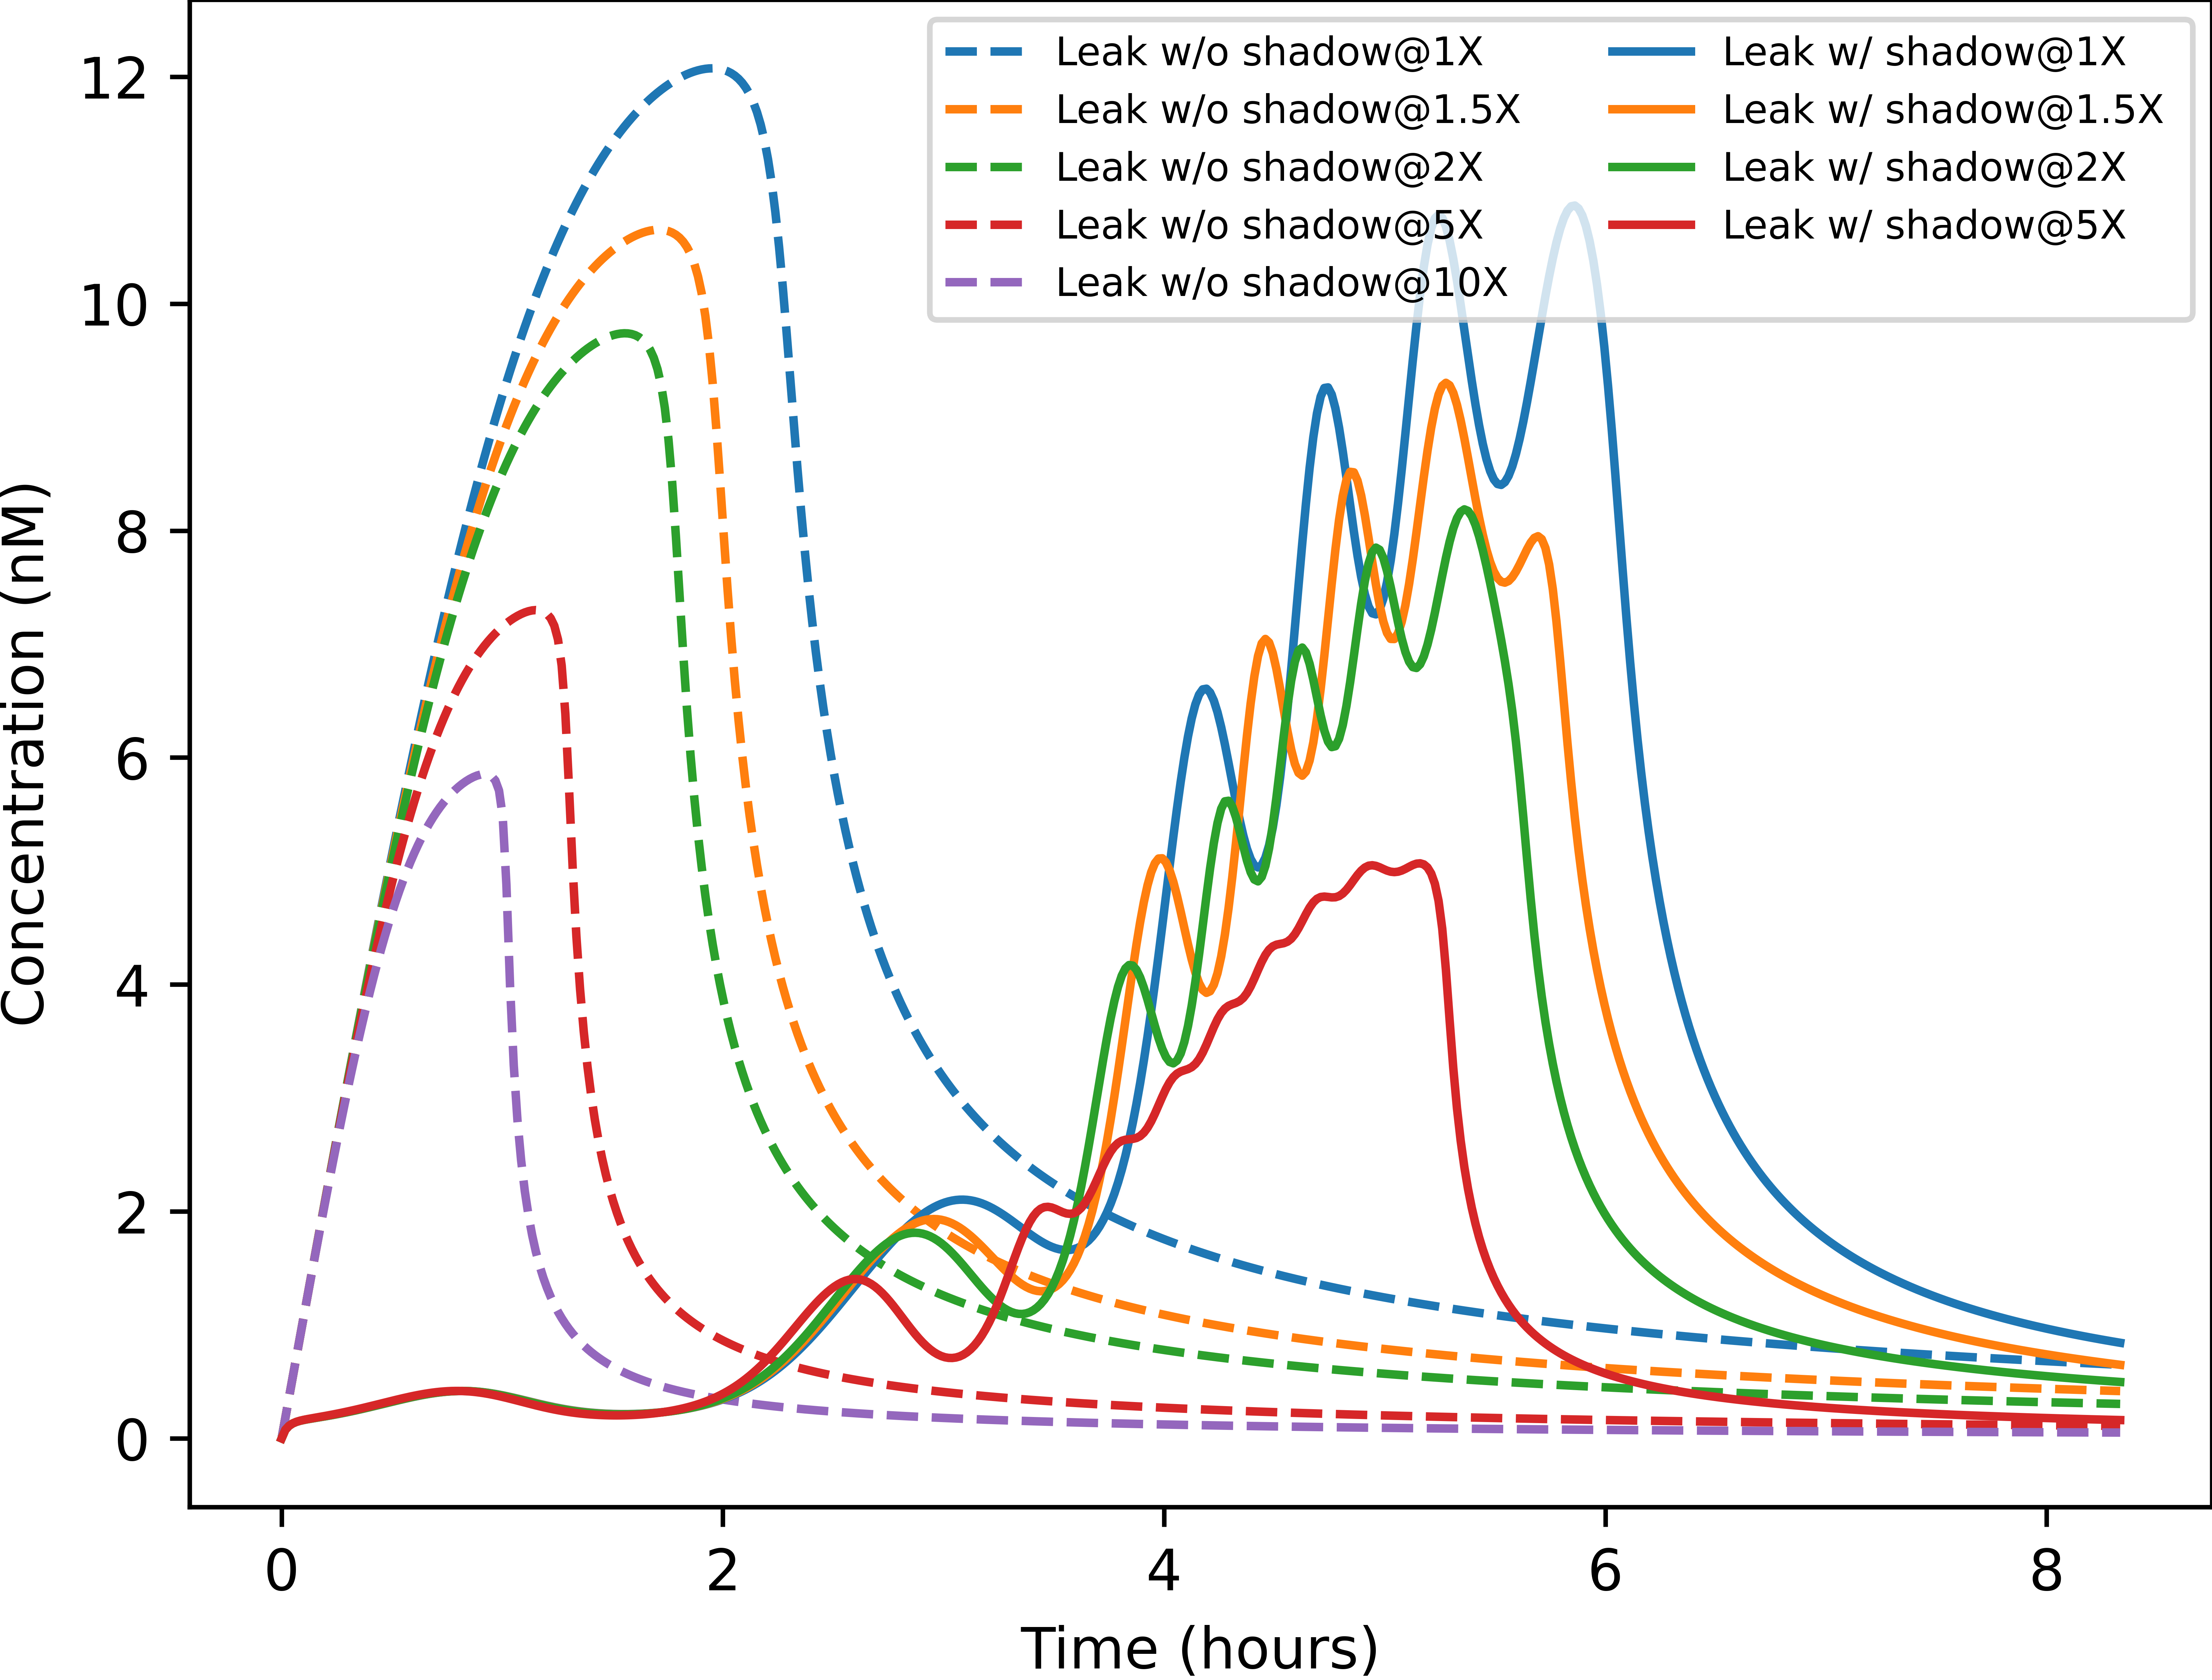 12
10
8
6
4
2
0
Concentration (nM)
Leak w/o shadow@1X
Leak w/o shadow@1.5X
Leak w/o shadow@2X
Leak w/o shadow@5X
Leak w/o shadow@10X
Leak w/ shadow@1X
Leak w/ shadow@1.5X
Leak w/ shadow@2X
Leak w/ shadow@5X
0 2 4 6 8
Time (hours)